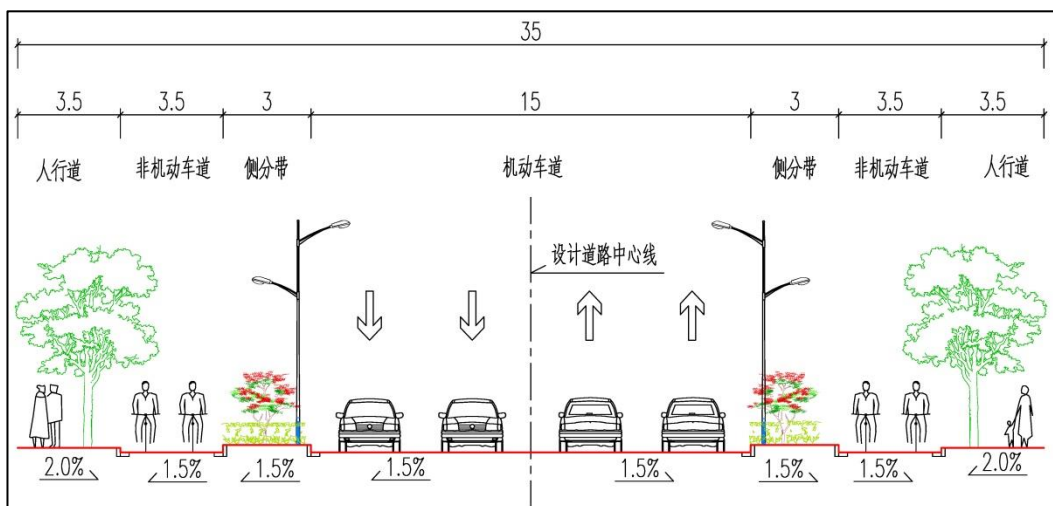 35
3.5 3.5 3 15 3 3.5 3.5
人行道 非机动车道 侧分带 机动车道 侧分带 非机动车道 人行道
设计道路中心线
2.0% 1.5% 1.5% 1.5% 1.5% 1.5% 1.5% 2.0%